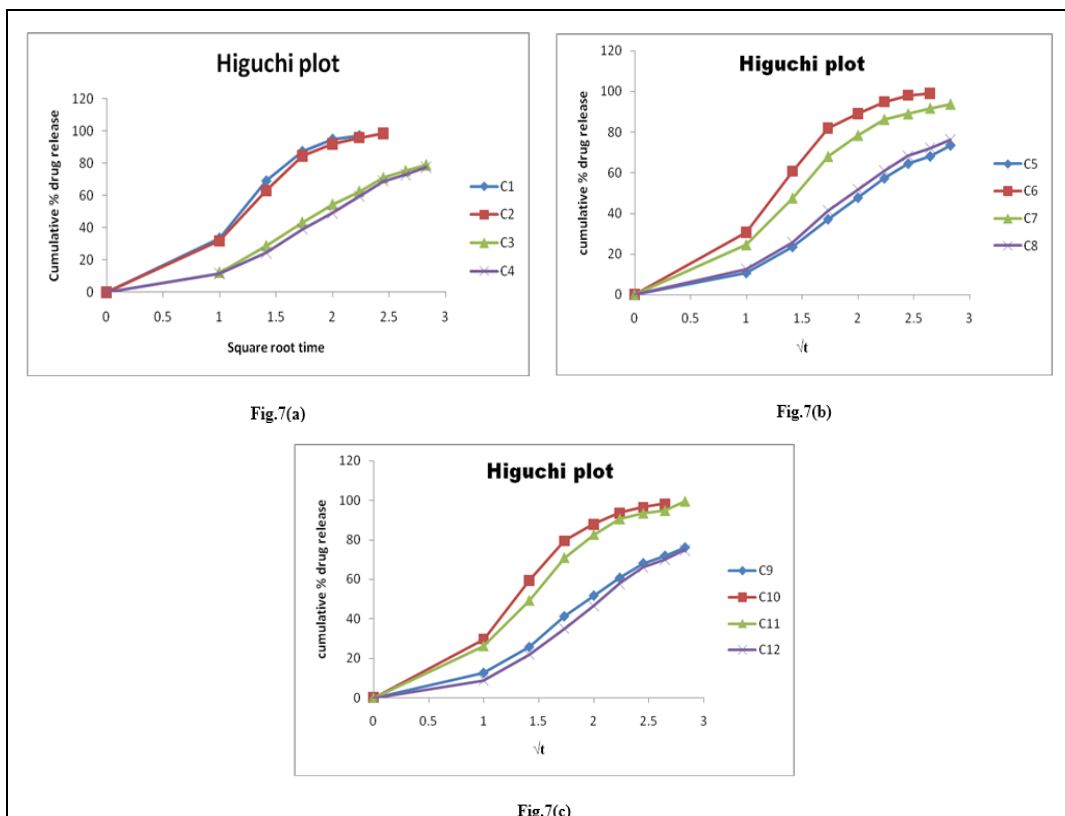 Higuchi plot
Cumulative % drug release
120
100
80
60
40
20
0
0 0.5 1 1.5 2 2.5 3
Square root time
C1
C2
C3
C4
Fig.7(a)
Higuchi plot
cumulative % drug release
120
100
80
60
40
20
0
0 0.5 1 1.5 2 2.5 3
√t
C5
C6
C7
C8
Fig.7(b)
Higuchi plot
cumulative % drug release
120
100
80
60
40
20
0
0 0.5 1 1.5 2 2.5 3
√t
C9
C10
C11
C12
Fig.7(c)